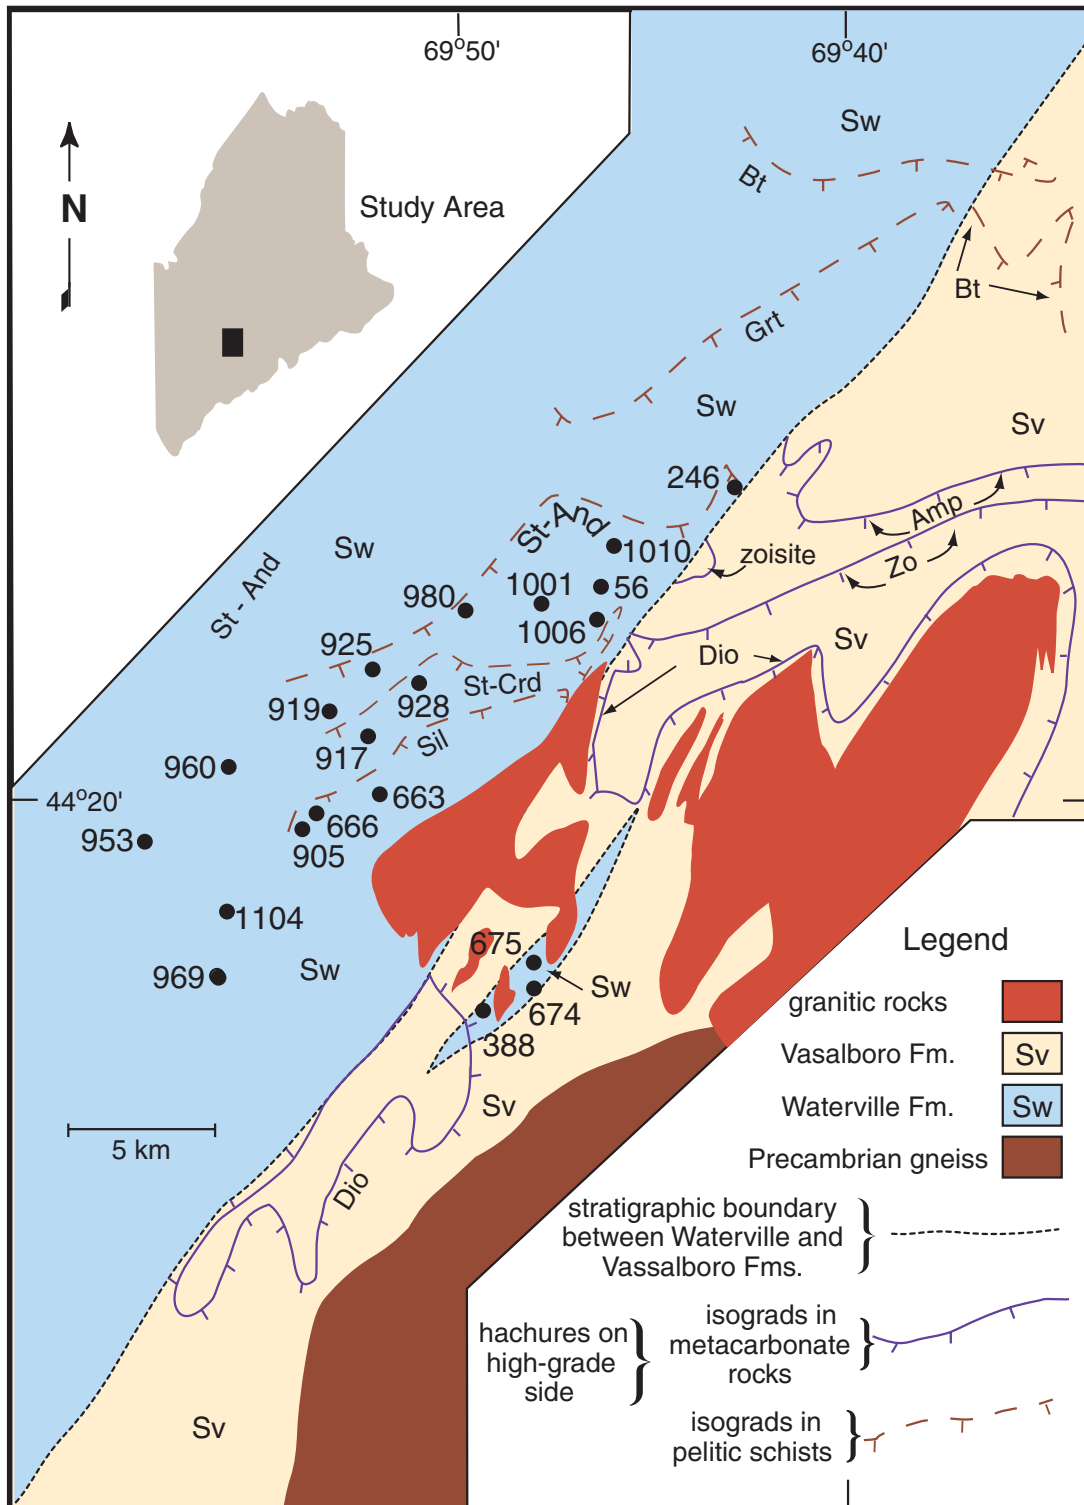 69°50'
69°40'
N
Study Area
Sw
Bt
Bt
Grt
Sw
Sv
246
Amp
St-And
1010
zoisite
Zo
Sw
St - And
980
1001
56
1006
925
Sv
Dio
St-Crd
919
928
917
Sil
960
44°20'
663
953
666
905
1104
Legend
675
969
Sw
Sw
674
granitic rocks
388
Vasalboro Fm.
Sv
Sv
Waterville Fm.
Sw
5 km
Precambrian gneiss
Dio
stratigraphic boundary
between Waterville and
Vassalboro Fms.
isograds in
metacarbonate
rocks
hachures on
high-grade
side
Sv
isograds in
pelitic schists